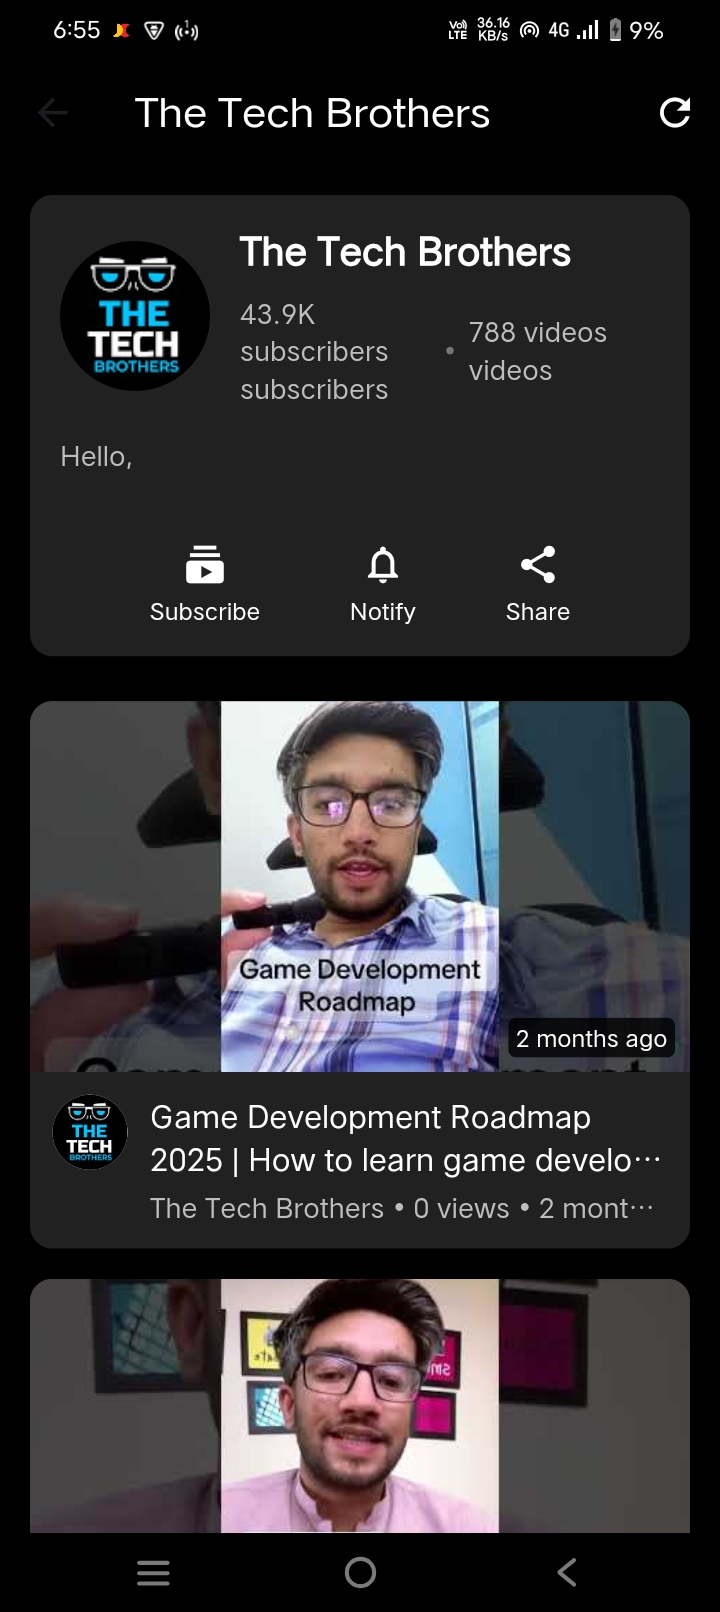 6:55
Vo)) LTE 36.16 KB/s 4G 9%
The Tech Brothers
THE
TECH
BROTHERS
The Tech Brothers
43.9K
subscribers
subscribers
• 788 videos
videos
Hello,
Subscribe Notify Share
Game Development
Roadmap
2 months ago
THE
TECH
BROTHERS
Game Development Roadmap
2025 | How to learn game develo···
The Tech Brothers • 0 views • 2 mont···